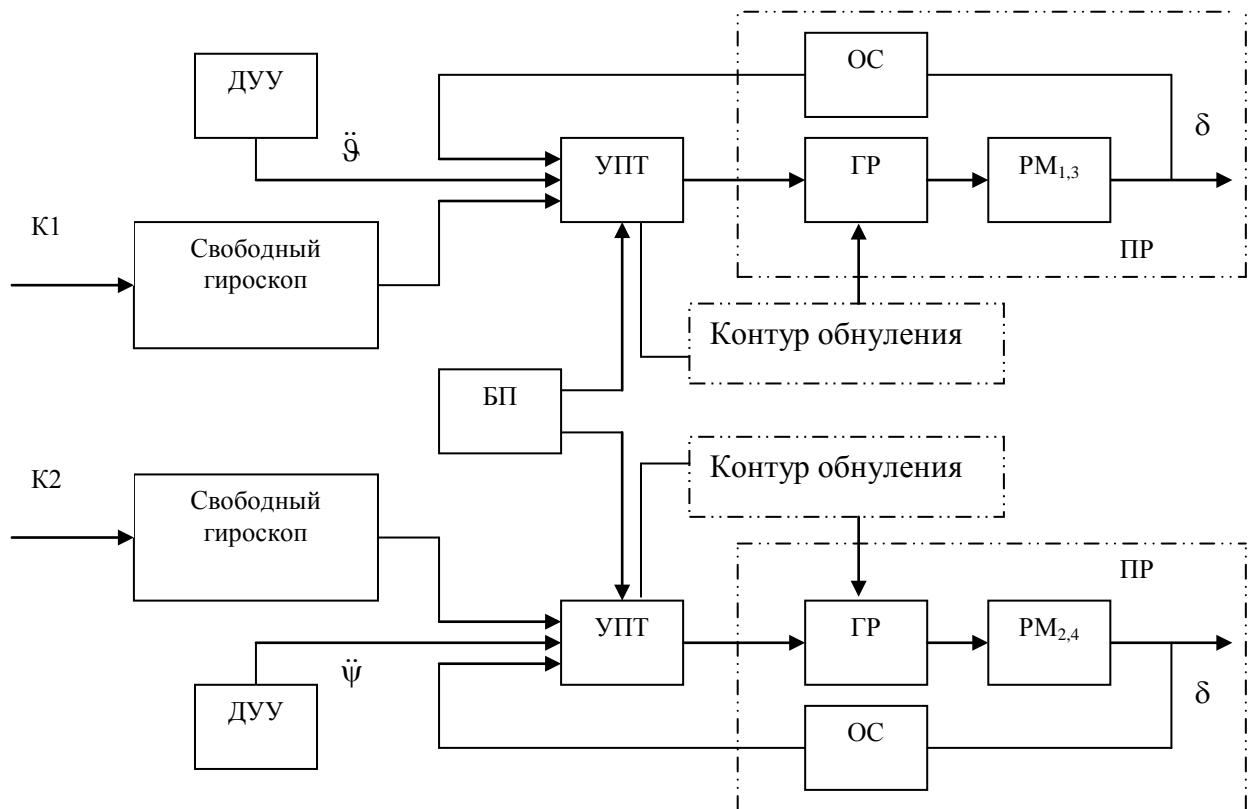 ДУУ
ОС
ϑ̈
δ
УПТ
ГР
РМ1,3
К1
Свободный
гироскоп
ПР
Контур обнуления
БП
Контур обнуления
К2
Свободный
гироскоп
ПР
УПТ
ГР
РМ2,4
ψ̈
δ
ДУУ
ОС